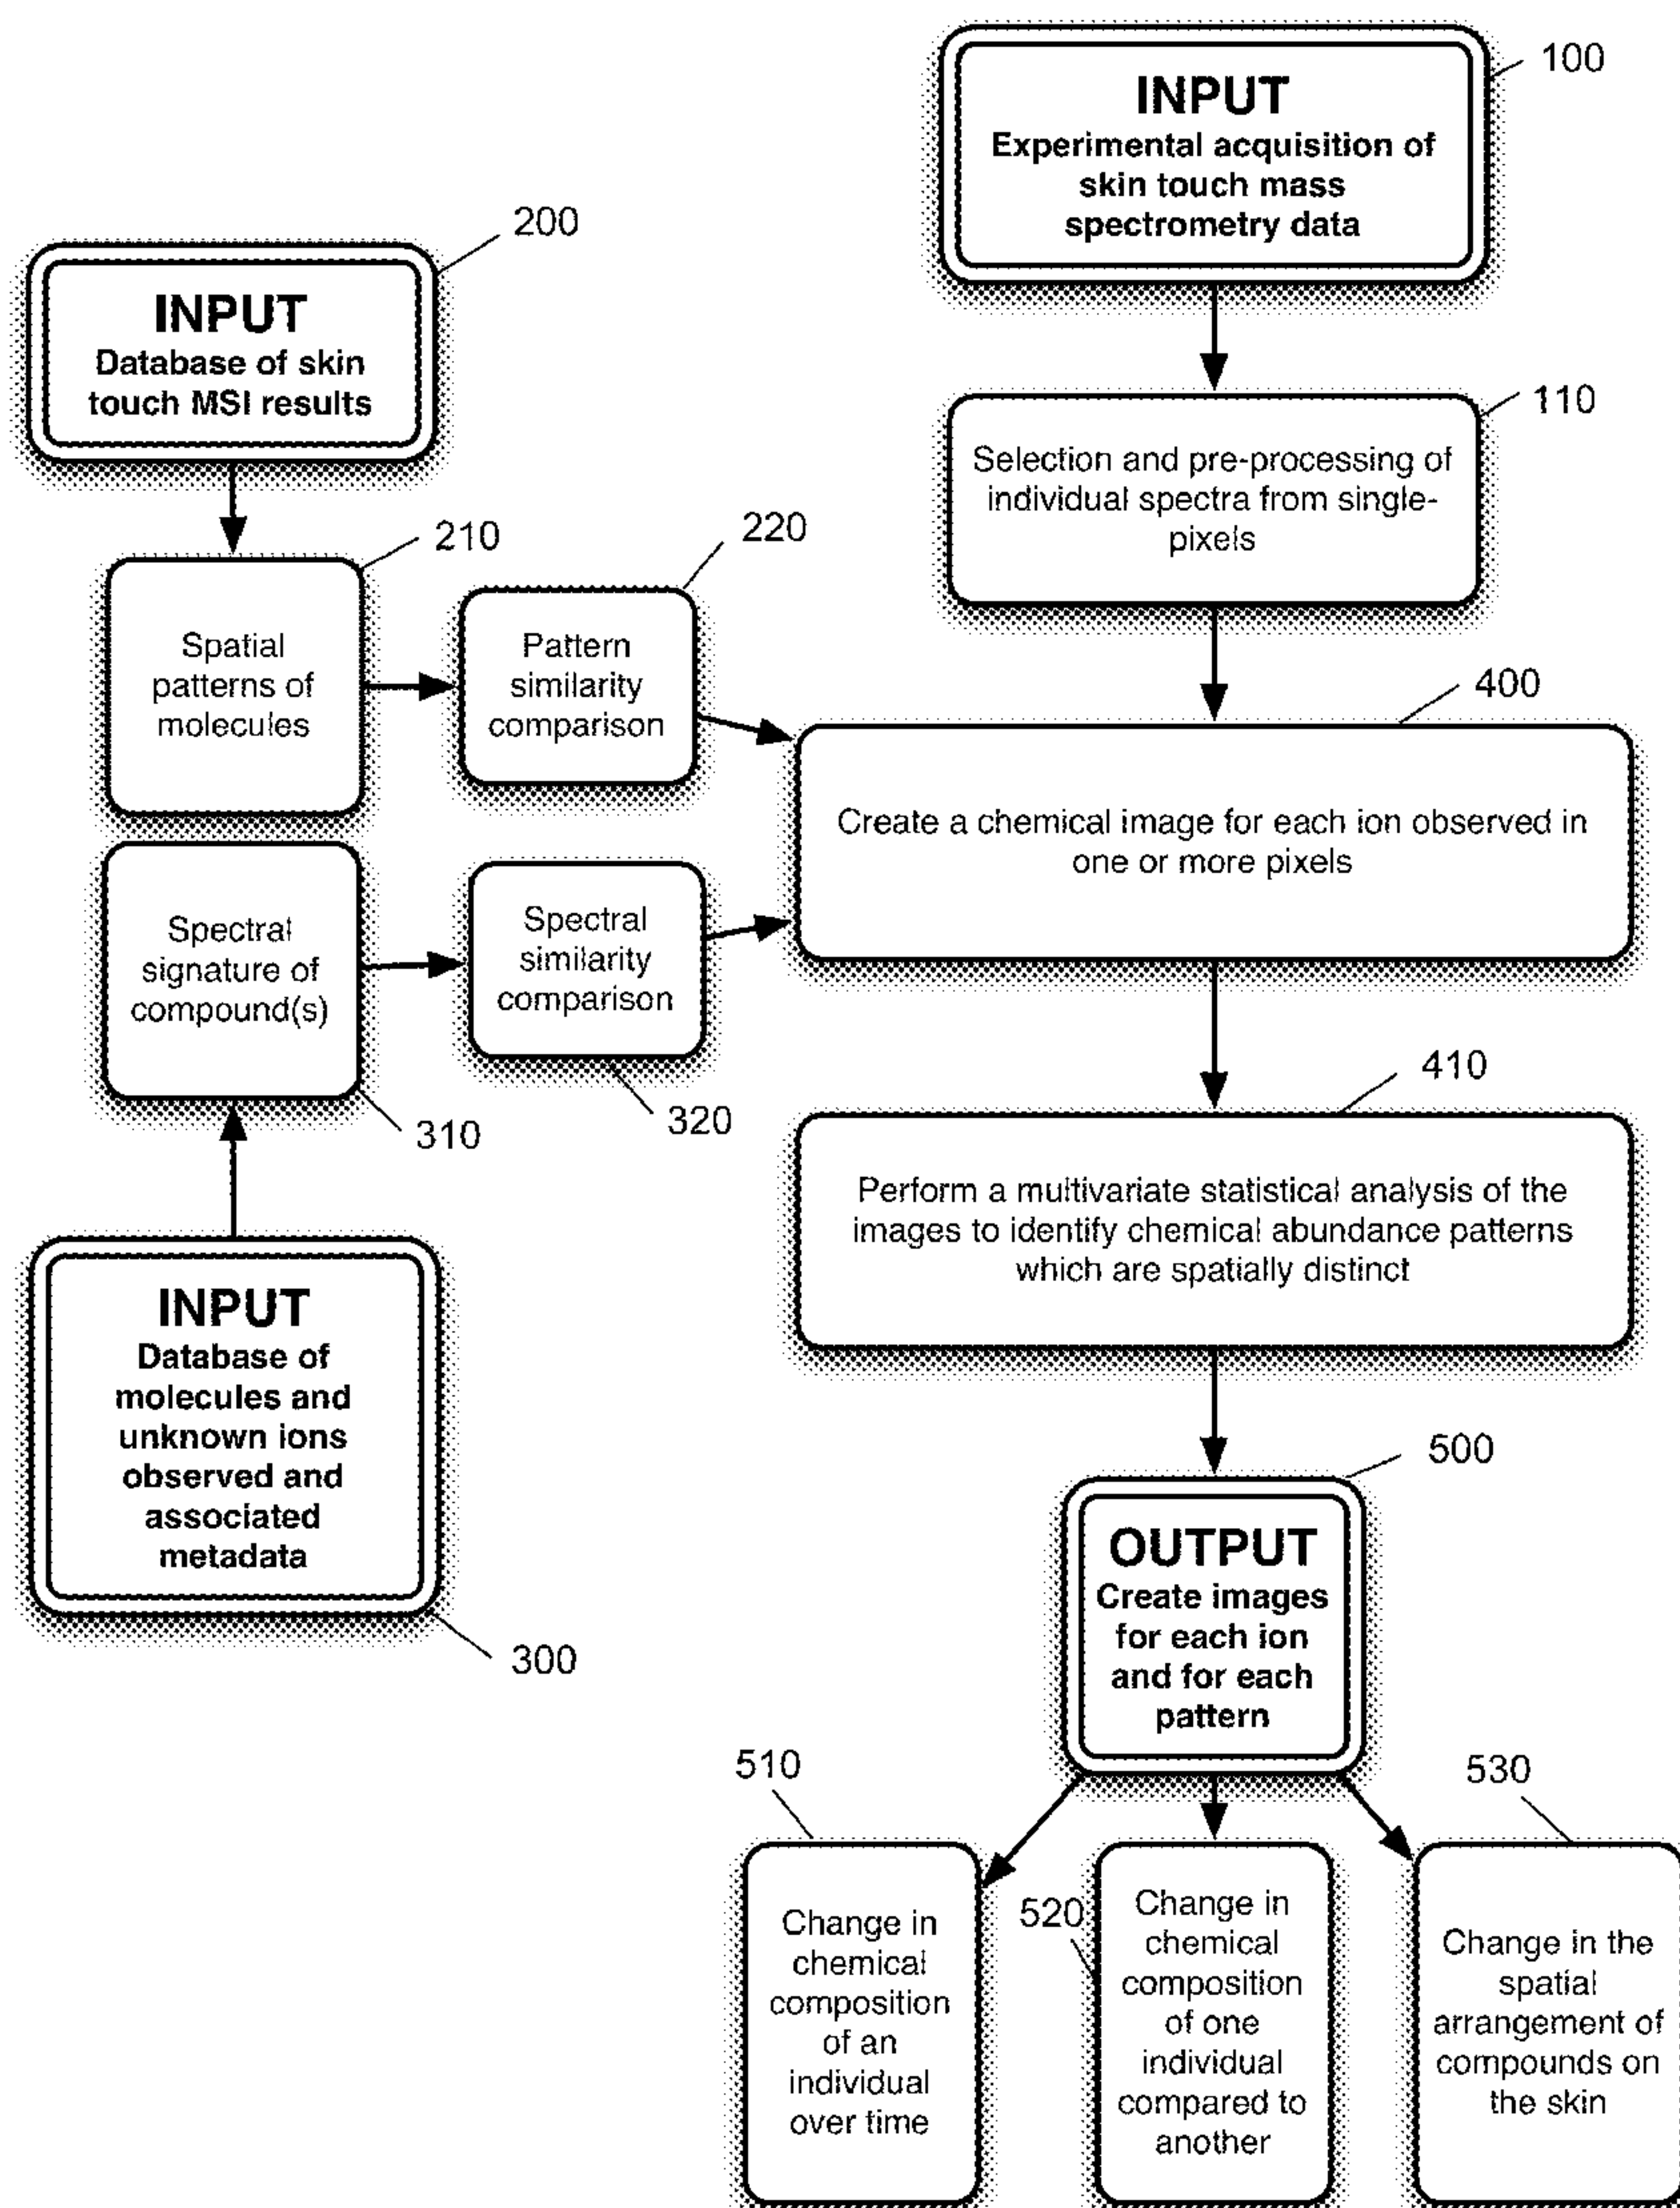 100
INPUT
Experimental acquisition of
skin touch mass
spectrometry data
200
INPUT
Database of skin
touch MSI results
110
Selection and pre-processing of
individual spectra from single-
pixels
210
Spatial
patterns of
molecules
220
Pattern
similarity
comparison
400
Create a chemical image for each ion observed in
one or more pixels
Spectral
signature of
compound(s)
310
Spectral
similarity
comparison
320
410
Perform a multivariate statistical analysis of the
images to identify chemical abundance patterns
which are spatially distinct
INPUT
Database of
molecules and
unknown ions
observed and
associated
metadata
300
500
OUTPUT
Create images
for each ion
and for each
pattern
510
Change in
chemical
composition
of an
individual
over time
520
Change in
chemical
composition
of one
individual
compared to
another
530
Change in the
spatial
arrangement of
compounds on
the skin